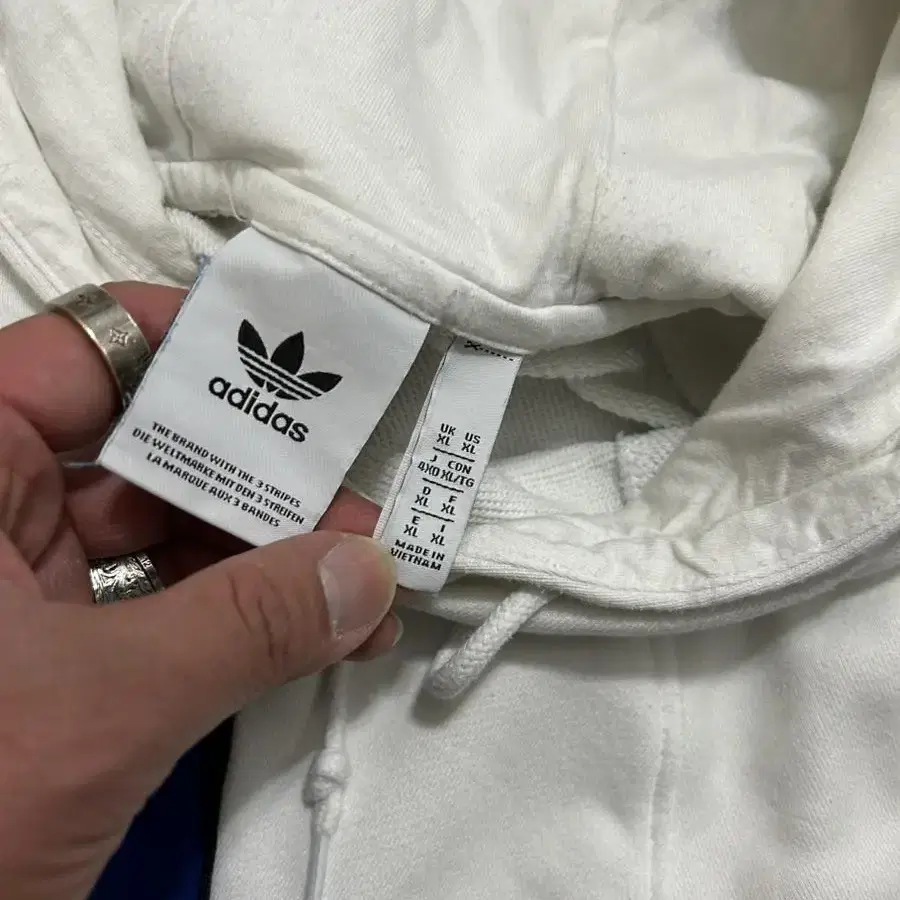 adidas
THE BRAND WITH THE 3 STRIPES
DIE WELTMARKE MIT DEN 3 STREIFEN
LA MARQUE AUX 3 BANDES
UK US
XL XL
J CON
4XO XL/TG
D F
XL XL
E I
XL XL
MADE IN
VIETNAM